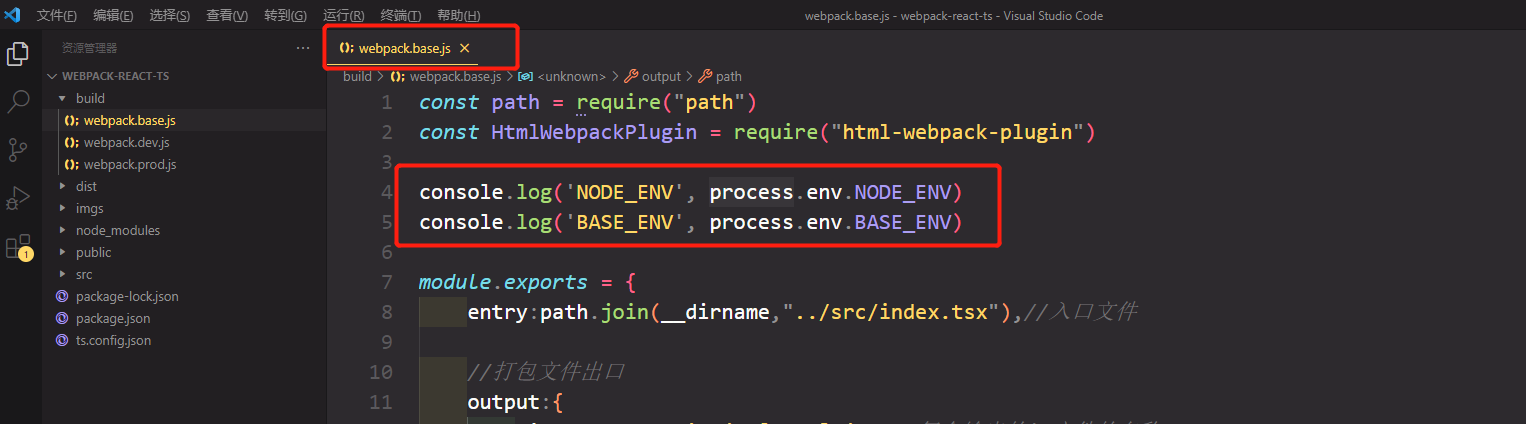 文件(F) 编辑(E) 选择(S) 查看(V) 转到(G) 运行(R) 终端(T) 帮助(H) webpack.base.js - webpack-react-ts - Visual Studio Code
资源管理器 ···
WEBPACK-REACT-TS
build
webpack.base.js
webpack.dev.js
webpack.prod.js
dist
imgs
node_modules
public
src
package-lock.json
package.json
ts.config.json
1
webpack.base.js ×
build > webpack.base.js > <unknown> > output > path
1 const path = require("path")
2 const HtmlWebpackPlugin = require("html-webpack-plugin")
3
4 console.log('NODE_ENV', process.env.NODE_ENV)
5 console.log('BASE_ENV', process.env.BASE_ENV)
6
7 module.exports = {
8 entry:path.join(__dirname,"../src/index.tsx"),//入口文件
9
10 //打包文件出口
11 output:{